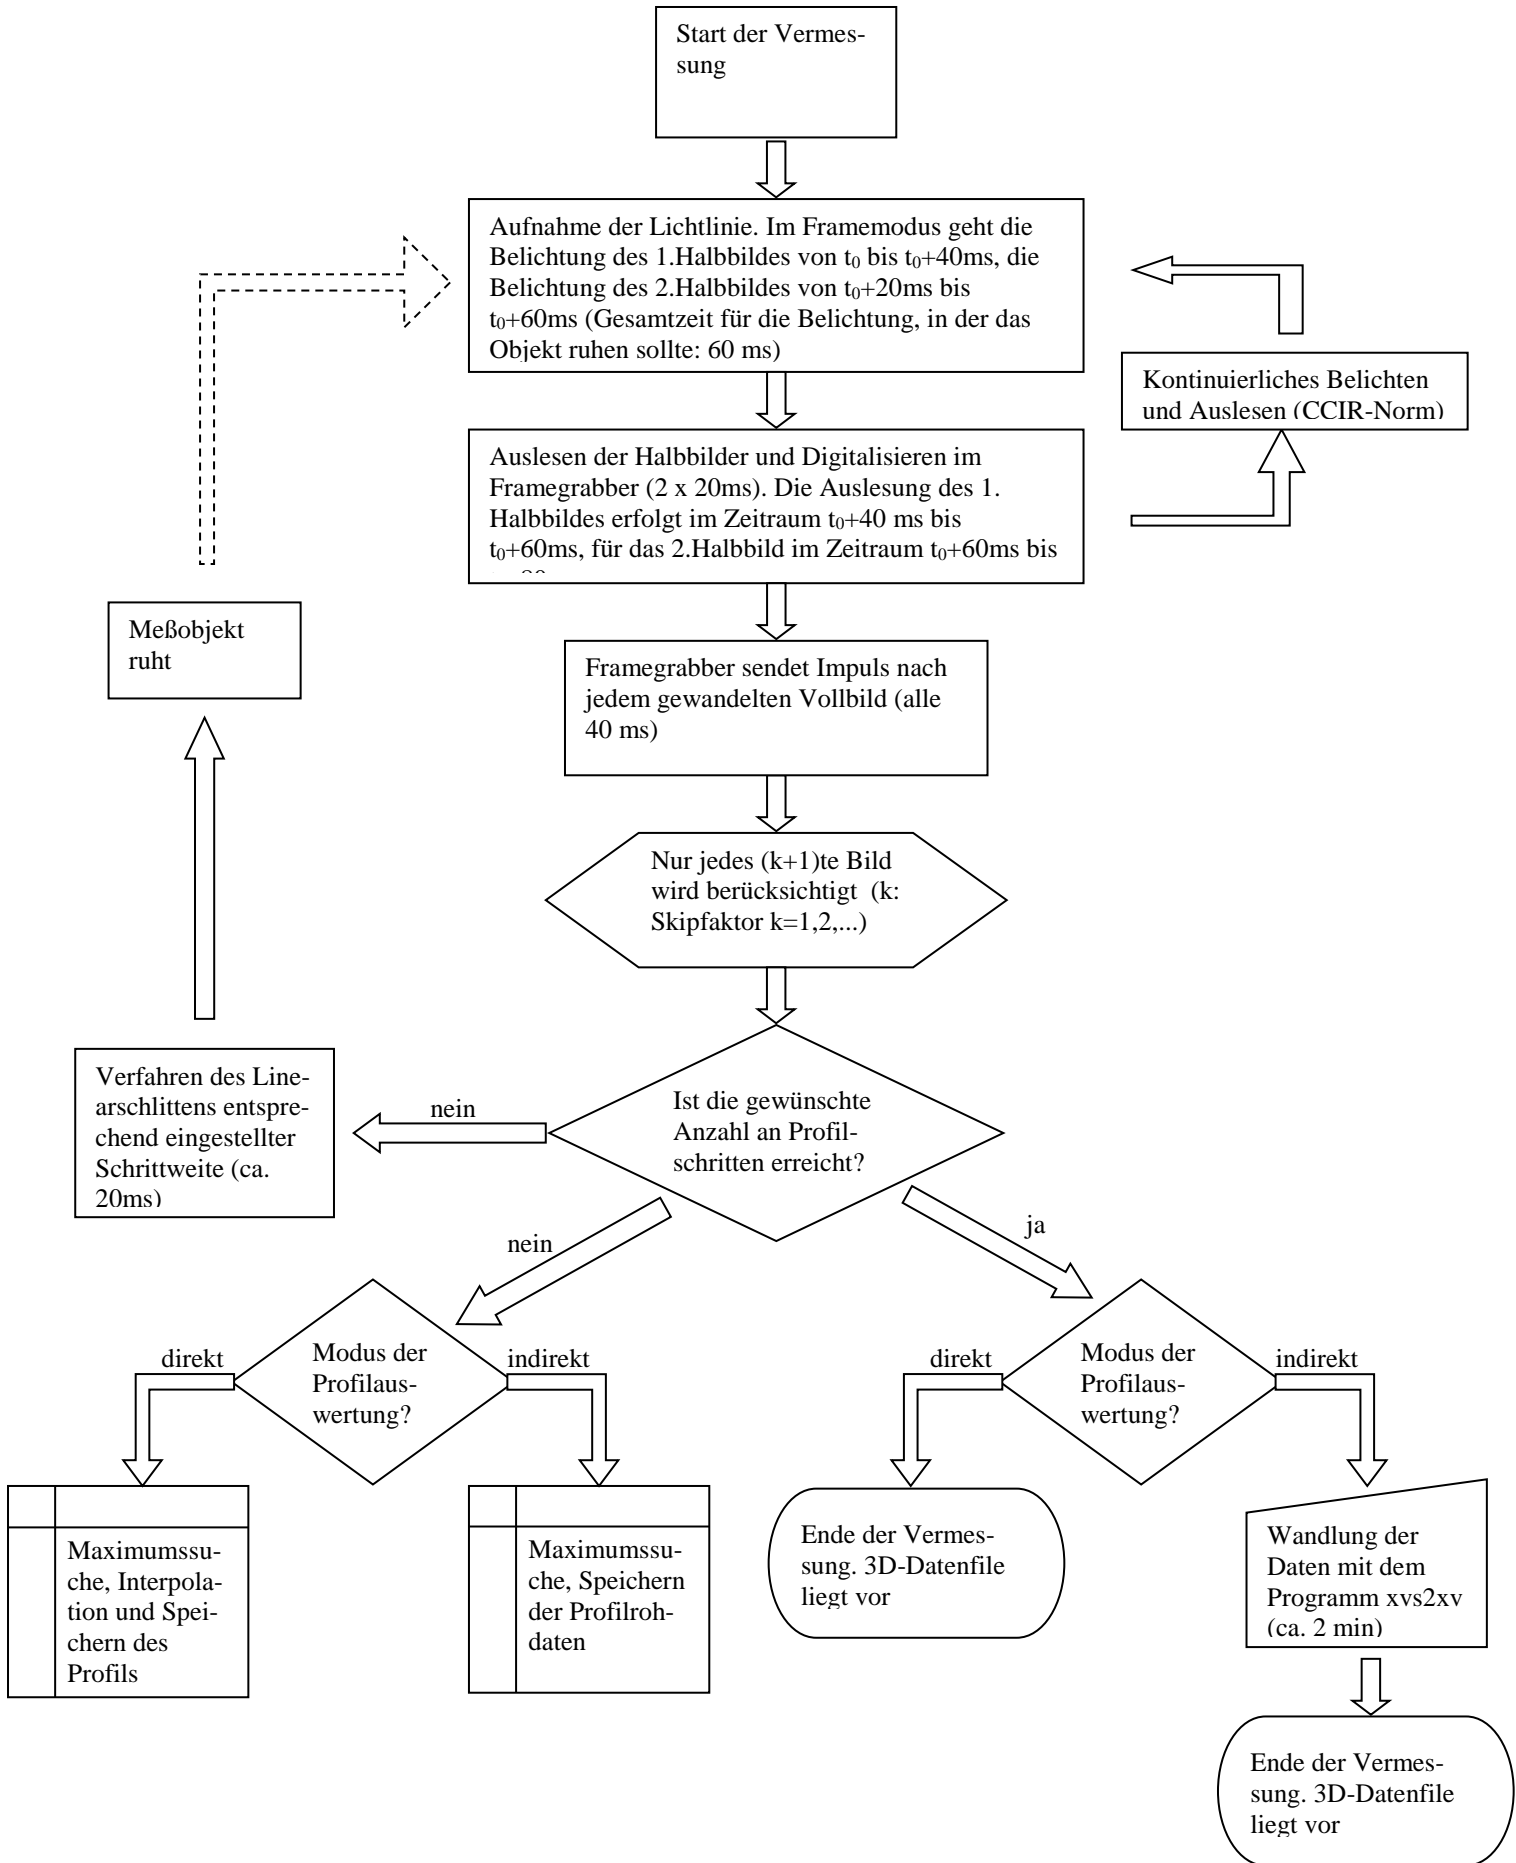 Start der Vermes-
sung
Aufnahme der Lichtlinie. Im Framemodus geht die
Belichtung des 1.Halbbildes von t₀ bis t₀+40ms, die
Belichtung des 2.Halbbildes von t₀+20ms bis
t₀+60ms (Gesamtzeit für die Belichtung, in der das
Objekt ruhen sollte: 60 ms)
Kontinuierliches Belichten
und Auslesen (CCIR-Norm)
Auslesen der Halbbilder und Digitalisieren im
Framegrabber (2 x 20ms). Die Auslesung des 1.
Halbbildes erfolgt im Zeitraum t₀+40 ms bis
t₀+60ms, für das 2.Halbbild im Zeitraum t₀+60ms bis
Meßobjekt
ruht
Framegrabber sendet Impuls nach
jedem gewandelten Vollbild (alle
40 ms)
Nur jedes (k+1)te Bild
wird berücksichtigt (k:
Skipfaktor k=1,2,...)
Verfahren des Line-
arschlittens entspre-
chend eingestellter
Schrittweite (ca.
20ms)
nein
Ist die gewünschte
Anzahl an Profil-
schritten erreicht?
nein
ja
direkt
Modus der
Profilaus-
wertung?
indirekt
direkt
Modus der
Profilaus-
wertung?
indirekt
Maximumssu-
che, Interpola-
tion und Spei-
chern des
Profils
Maximumssu-
che, Speichern
der Profilroh-
daten
Ende der Vermes-
sung. 3D-Datenfile
liegt vor
Wandlung der
Daten mit dem
Programm xvs2xv
(ca. 2 min)
Ende der Vermes-
sung. 3D-Datenfile
liegt vor